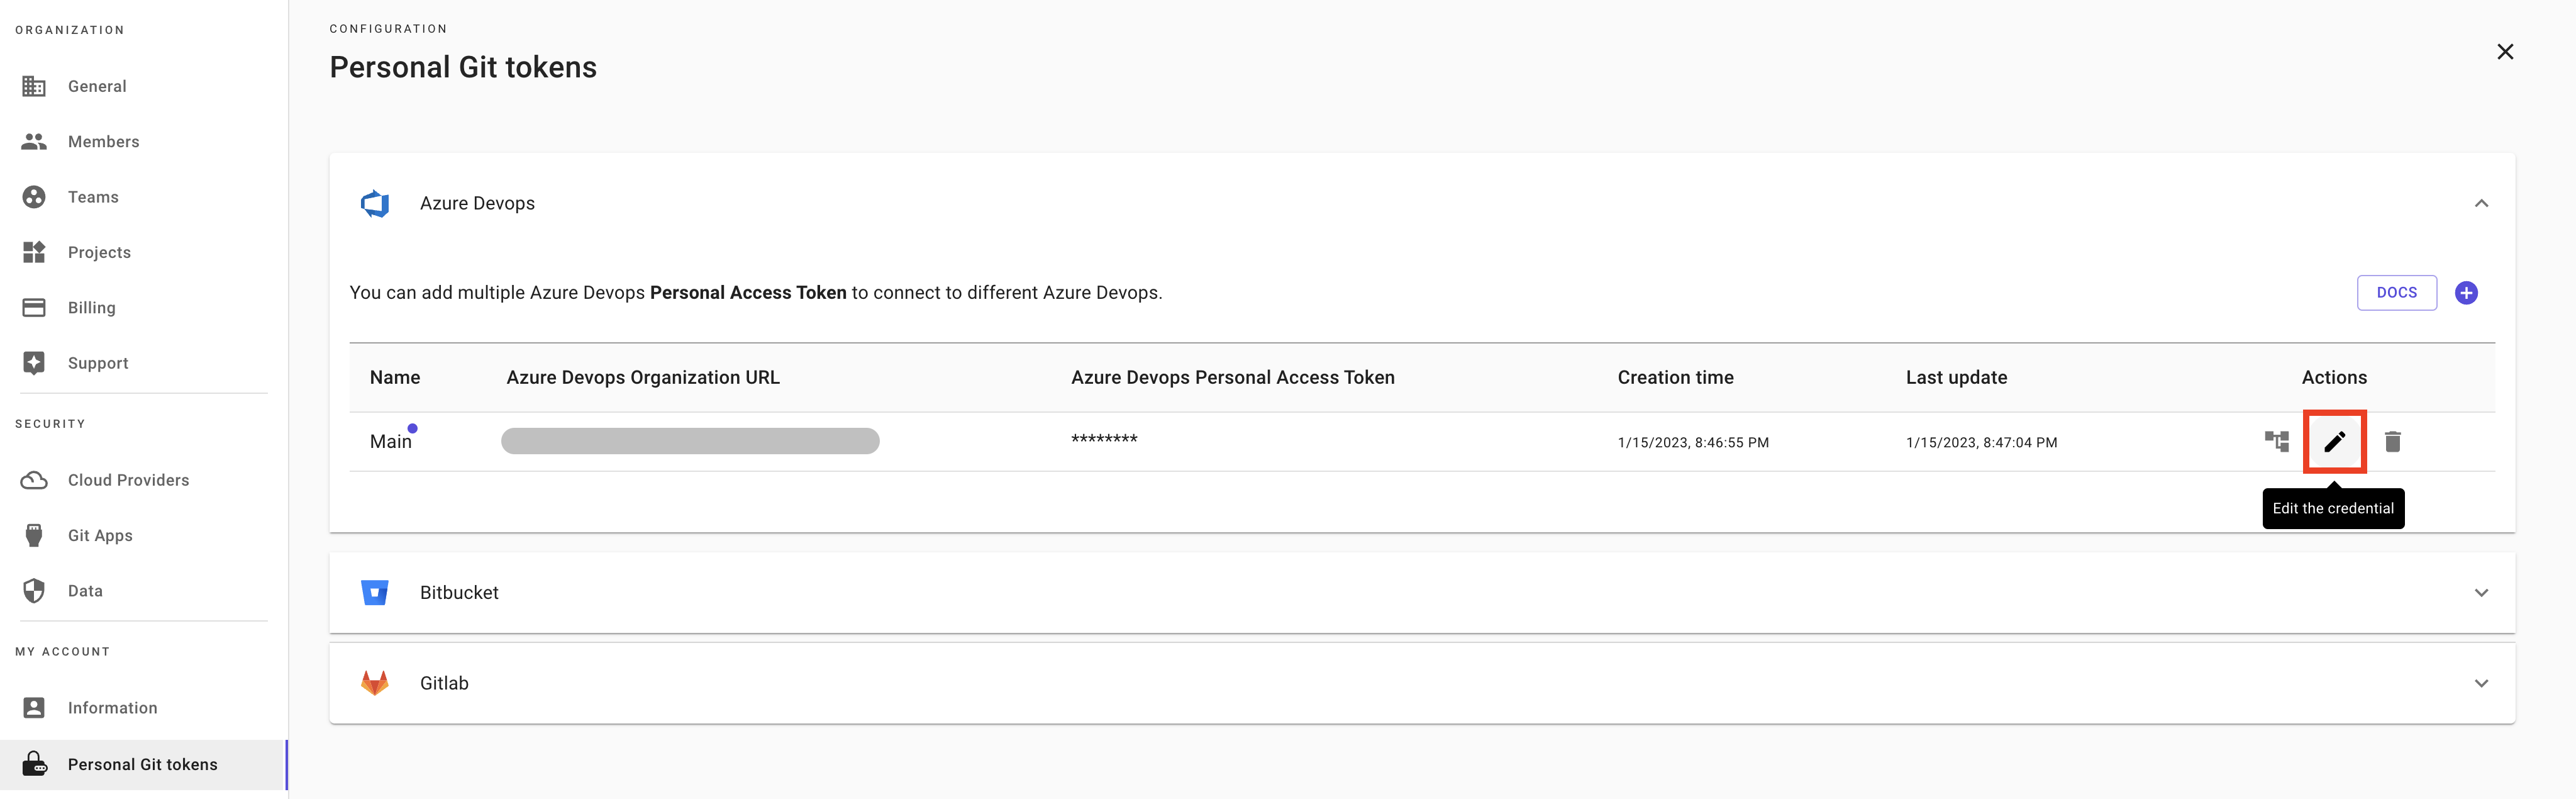 ORGANIZATION
General
Members
Teams
Projects
Billing
Support
SECURITY
Cloud Providers
Git Apps
Data
MY ACCOUNT
Information
Personal Git tokens
CONFIGURATION
Personal Git tokens
Azure Devops
You can add multiple Azure Devops Personal Access Token to connect to different Azure Devops.
DOCS
Name Azure Devops Organization URL Azure Devops Personal Access Token Creation time Last update Actions
Main ******** 1/15/2023, 8:46:55 PM 1/15/2023, 8:47:04 PM
Edit the credential
Bitbucket
Gitlab